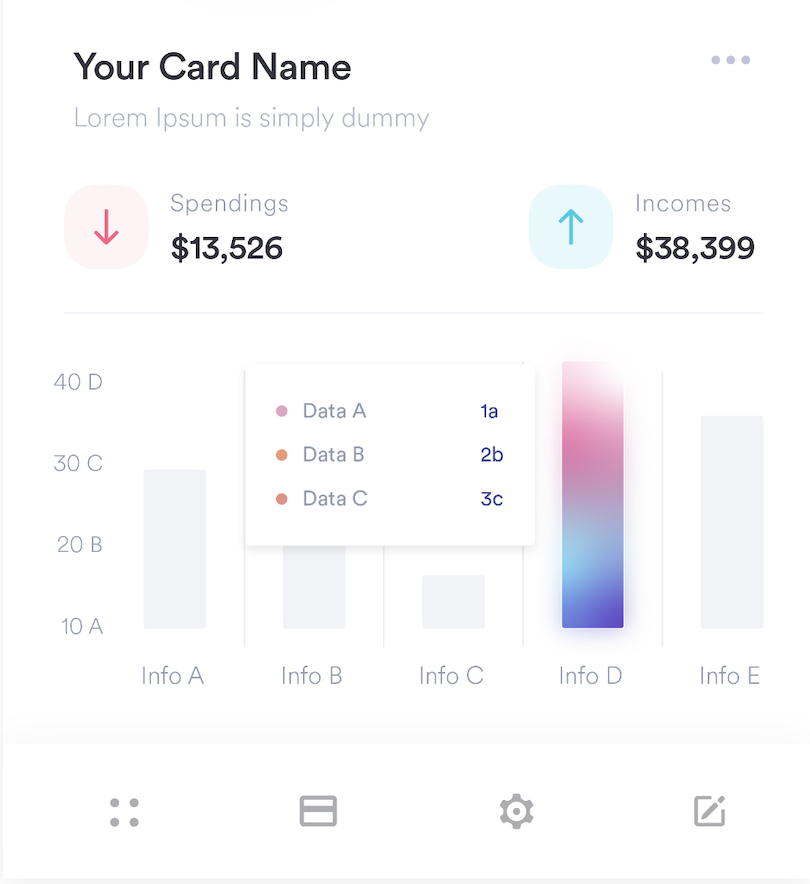 Your Card Name
Lorem Ipsum is simply dummy
Spendings
$13,526
Incomes
$38,399
40 D
30 C
20 B
10 A
Data A 1a
Data B 2b
Data C 3c
Info A Info B Info C Info D Info E